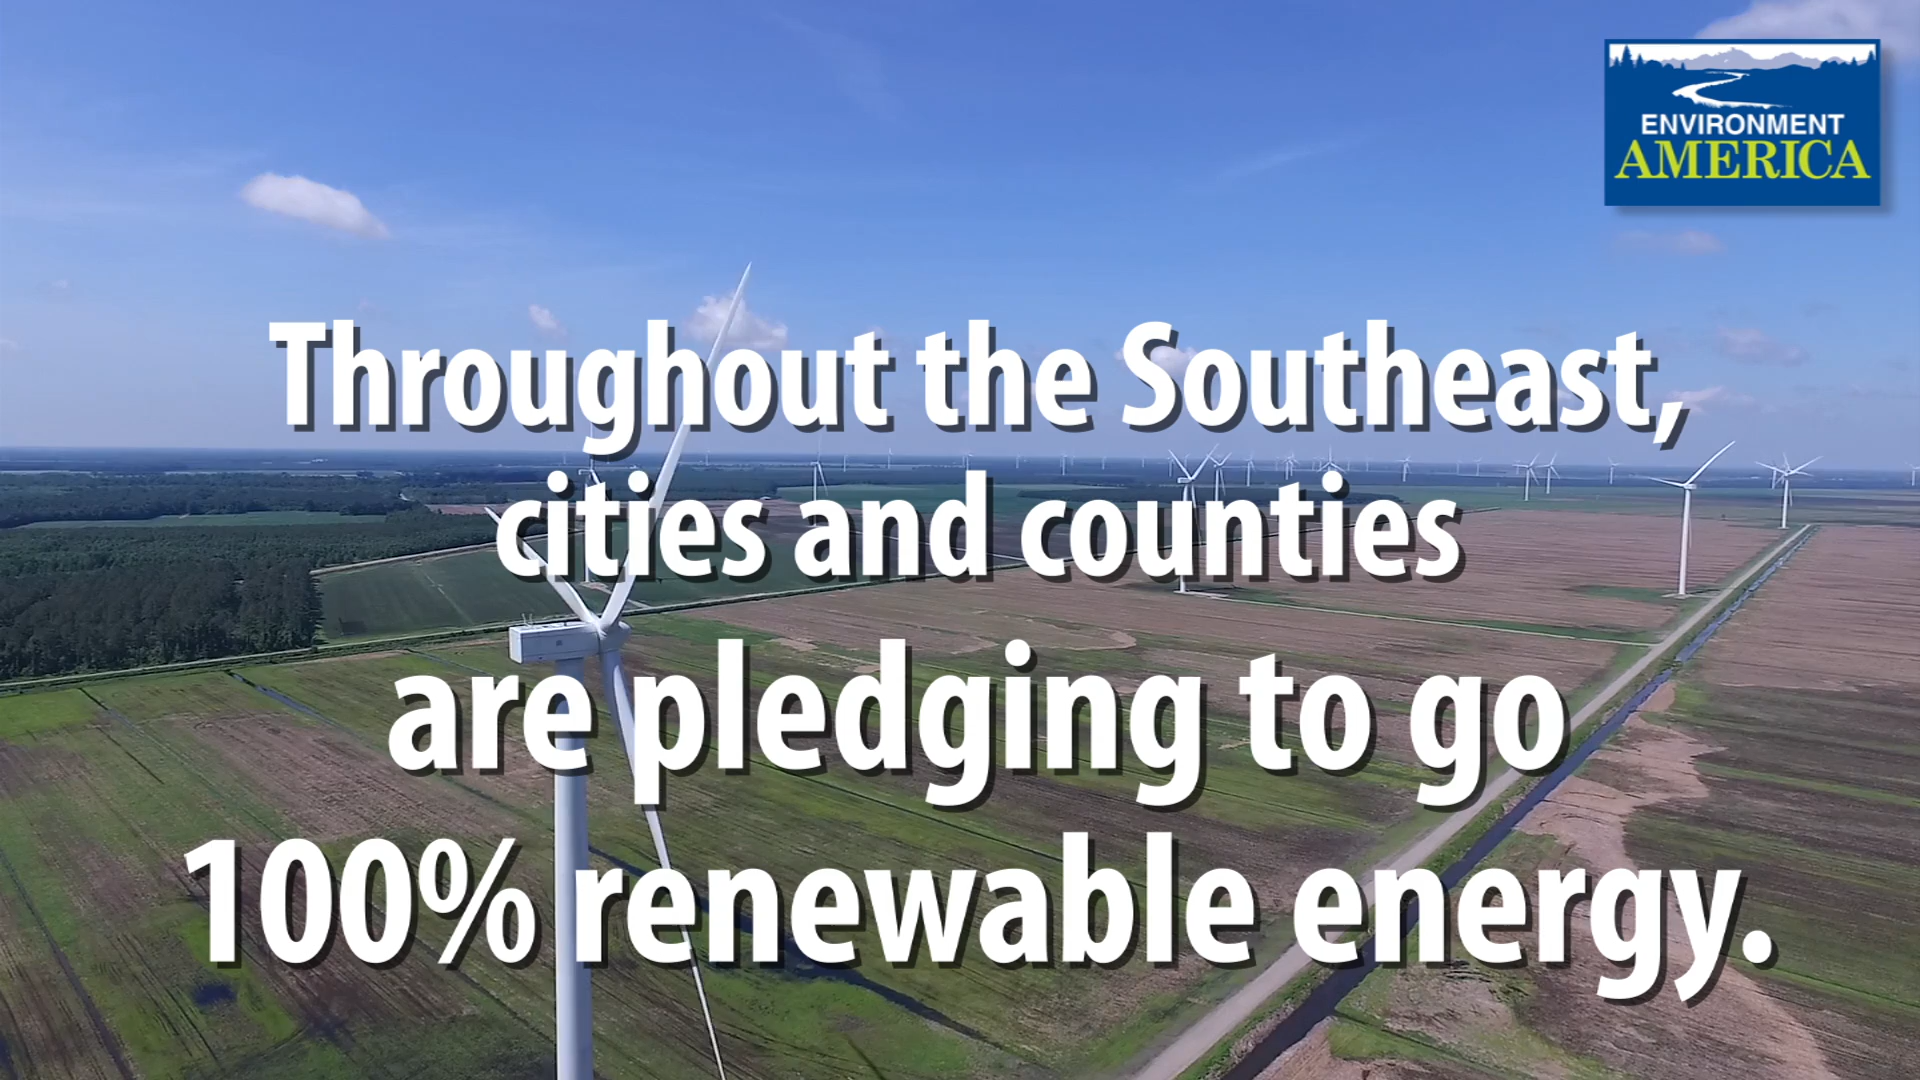 ENVIRONMENT
AMERICA
Throughout the Southeast,
cities and counties
are pledging to go
100% renewable energy.